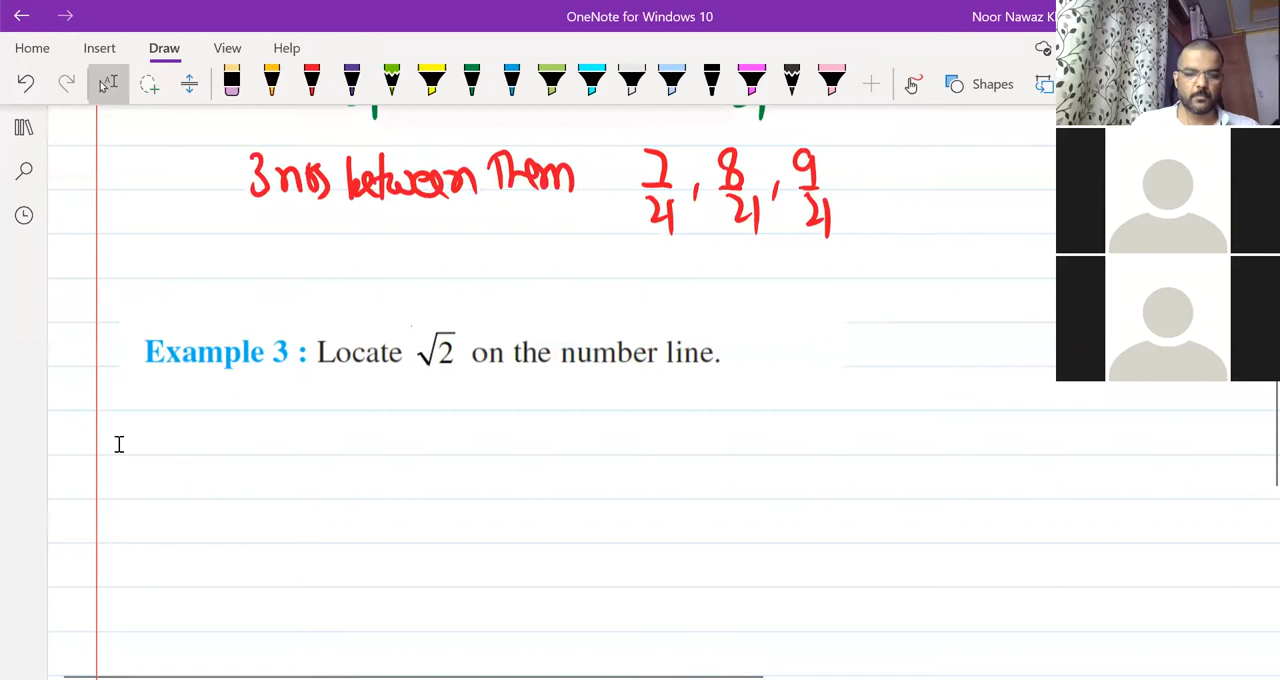 OneNote for Windows 10
Noor Nawaz K
Home Insert Draw View Help
Shapes
3 nos between Them 7/21, 8/21, 9/21
Example 3 : Locate √2 on the number line.